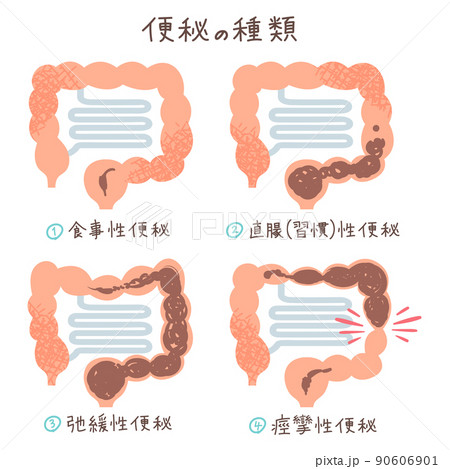 便秘の種類
①食事性便秘
②直腸(習慣)性便秘
③弛緩性便秘
④痙攣性便秘
PIXTA
pixta.jp - 90606901